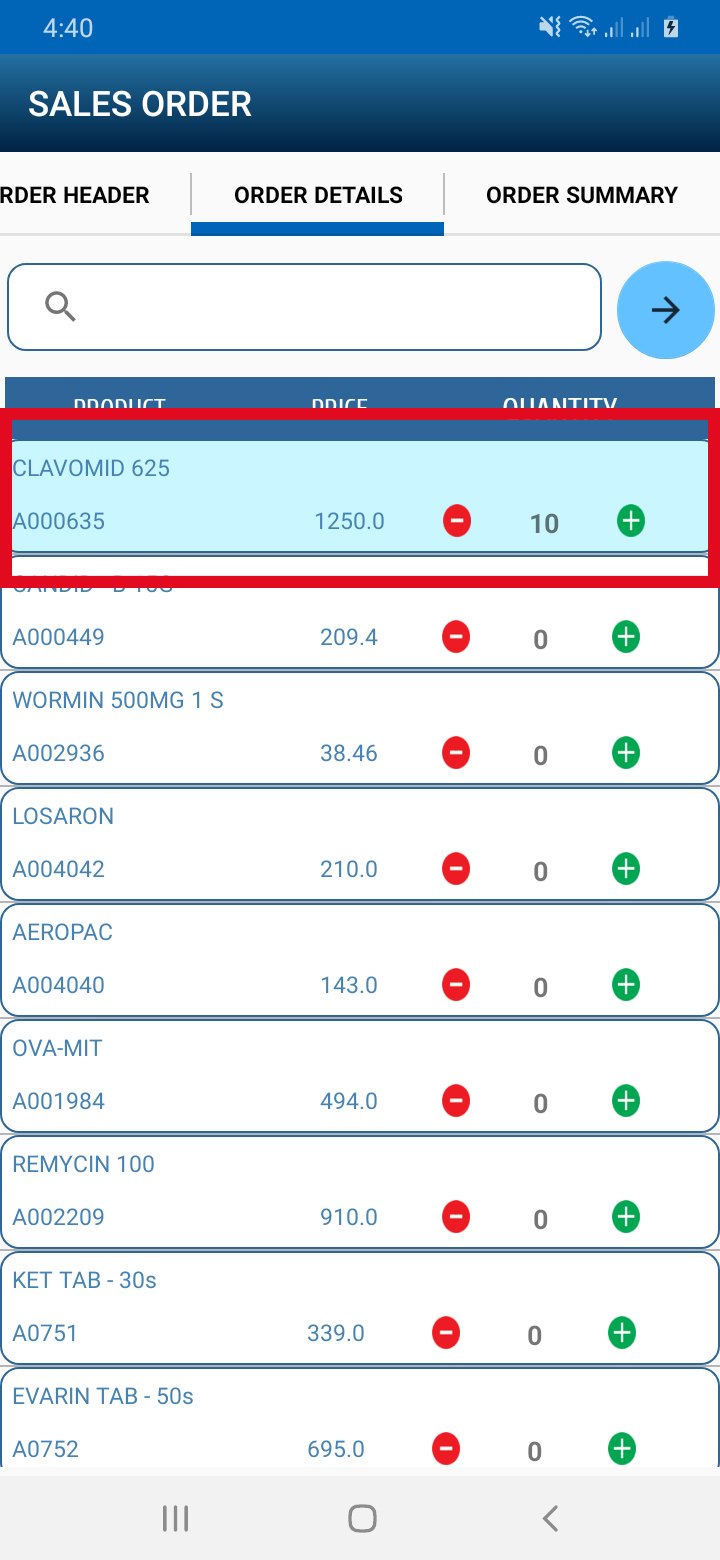 4:40
SALES ORDER
RDER HEADER ORDER DETAILS ORDER SUMMARY
PRODUCT PRICE QUANTITY
CLAVOMID 625
A000635 1250.0 10
CANDID - B 15G
A000449 209.4 0
WORMIN 500MG 1 S
A002936 38.46 0
LOSARON
A004042 210.0 0
AEROPAC
A004040 143.0 0
OVA-MIT
A001984 494.0 0
REMYCIN 100
A002209 910.0 0
KET TAB - 30s
A0751 339.0 0
EVARIN TAB - 50s
A0752 695.0 0